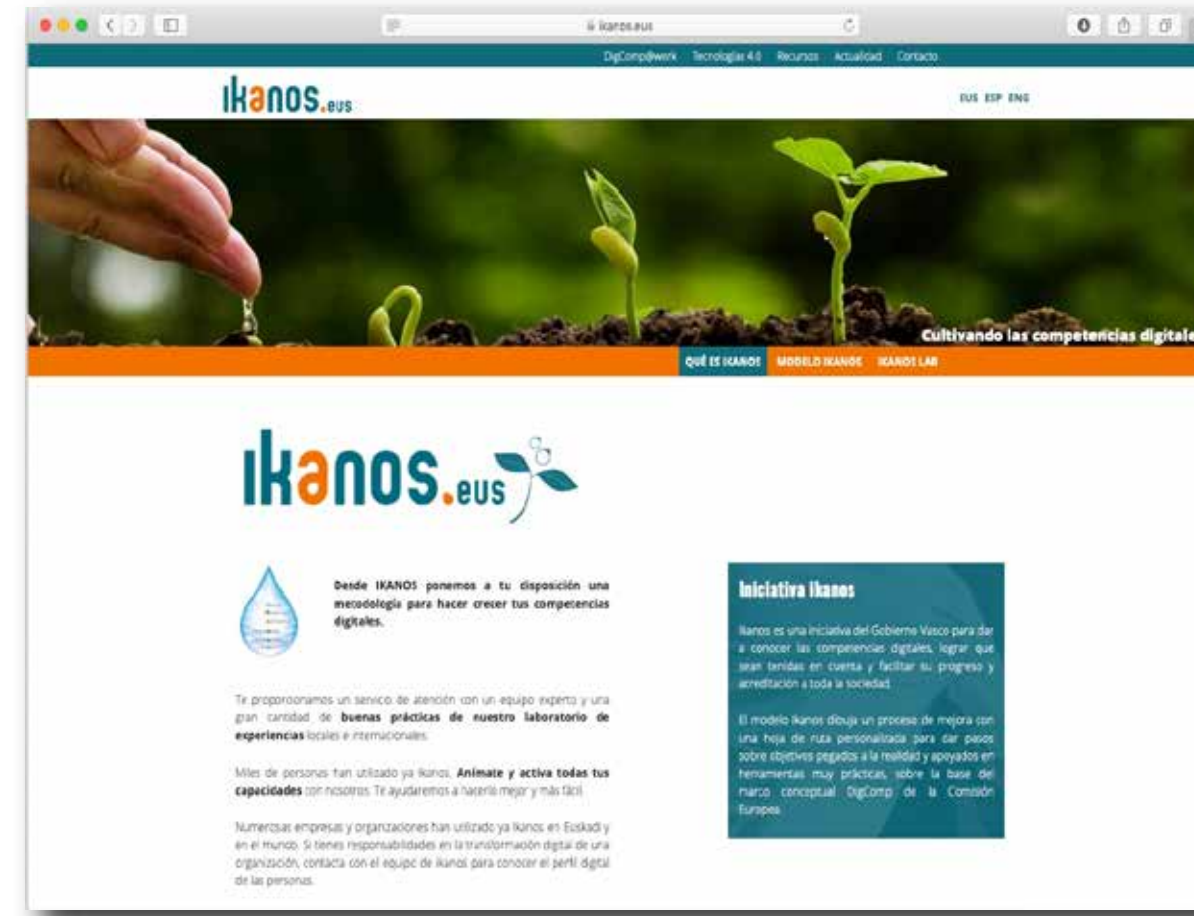 ikanos.eus
DigComp@work Tecnologías 4.0 Recursos Actualidad Contacto
ikanos.eus
EUS ESP ENG
Cultivando las competencias digitale
QUÉ ES IKANOS MODELO IKANOS IKANOS LAB
ikanos.eus
Desde IKANOS ponemos a tu disposición una
metodología para hacer crecer tus competencias
digitales.
Te proporcionamos un servicio de atención con un equipo experto y una
gran cantidad de buenas prácticas de nuestro laboratorio de
experiencias locales e internacionales.
Miles de personas han utilizado ya Ikanos. Anímate y activa todas tus
capacidades con nosotros. Te ayudaremos a hacerlo mejor y más fácil.
Numerosas empresas y organizaciones han utilizado ya Ikanos en Euskadi y
en el mundo. Si tienes responsabilidades en la transformación digital de una
organización, contacta con el equipo de Ikanos para conocer el perfil digital
de las personas.
Iniciativa Ikanos
Ikanos es una iniciativa del Gobierno Vasco para dar
a conocer las competencias digitales, lograr que
sean tenidas en cuenta y facilitar su progreso y
acreditación a toda la sociedad.
El modelo Ikanos dibuja un proceso de mejora con
una hoja de ruta personalizada para dar pasos
sobre objetivos pegados a la realidad y apoyados en
herramientas muy prácticas, sobre la base del
marco conceptual DigComp de la Comisión
Europea.